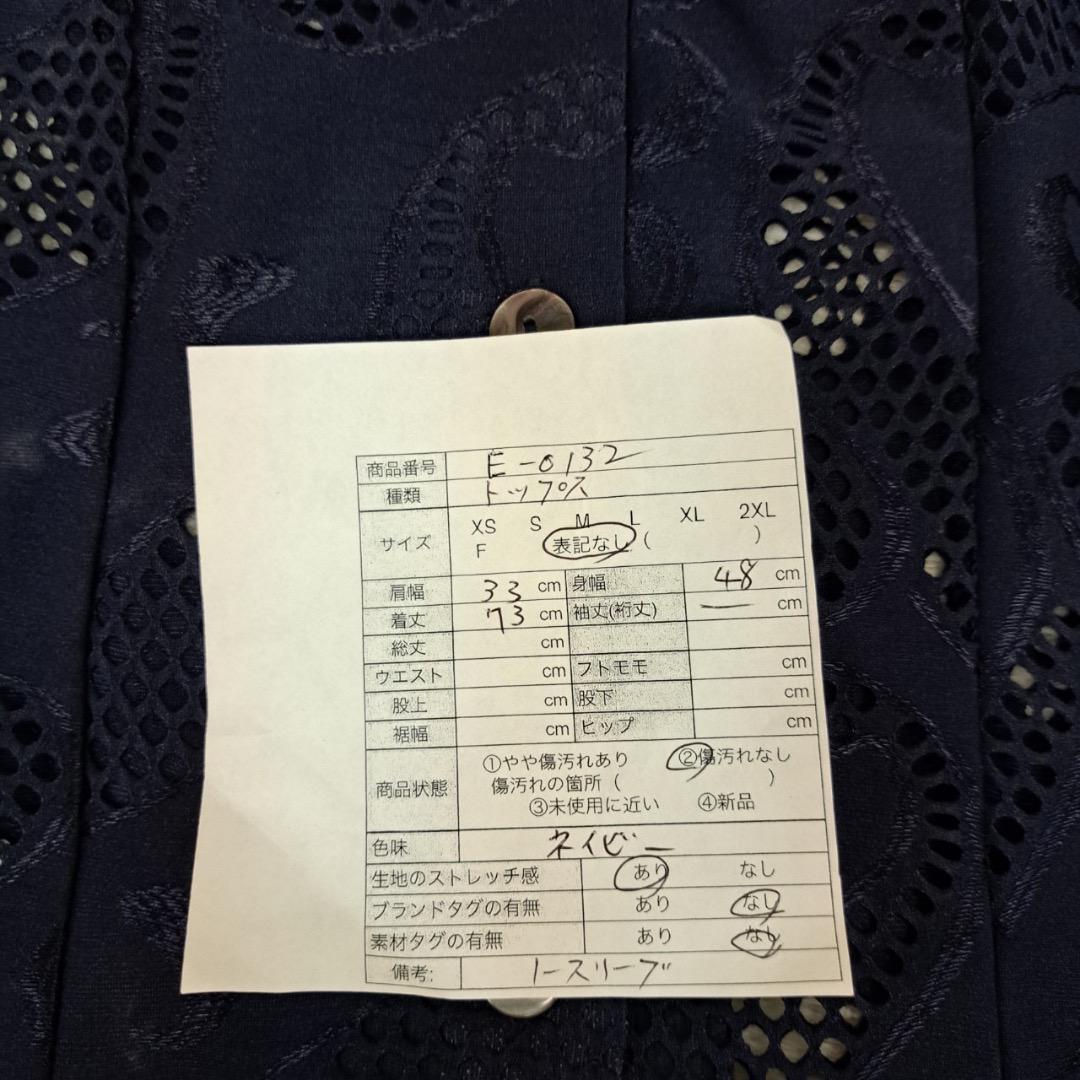 商品番号 E-0132
種類 トップス
サイズ XS S M L XL 2XL
F 表記なし ( )
肩幅 33 cm 身幅 48 cm
着丈 73 cm 袖丈(裄丈) — cm
総丈 cm
ウエスト cm フトモモ cm
股上 cm 股下 cm
裾幅 cm ヒップ cm
商品状態 ①やや傷汚れあり ②傷汚れなし
傷汚れの箇所 ( )
③未使用に近い ④新品
色味 ネイビー
生地のストレッチ感 あり なし
ブランドタグの有無 あり なし
素材タグの有無 あり なし
備考: ノースリーブ